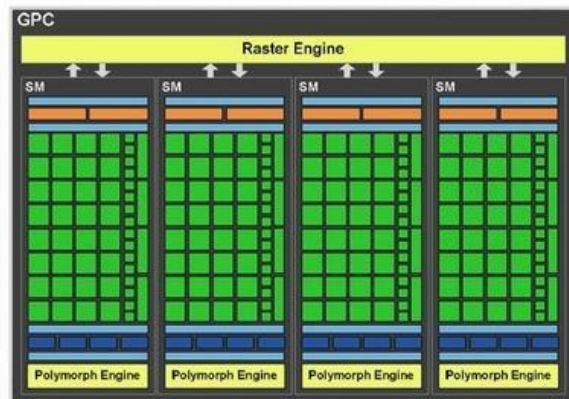 GPC
Raster Engine
SM SM SM SM
Polymorph Engine Polymorph Engine Polymorph Engine Polymorph Engine